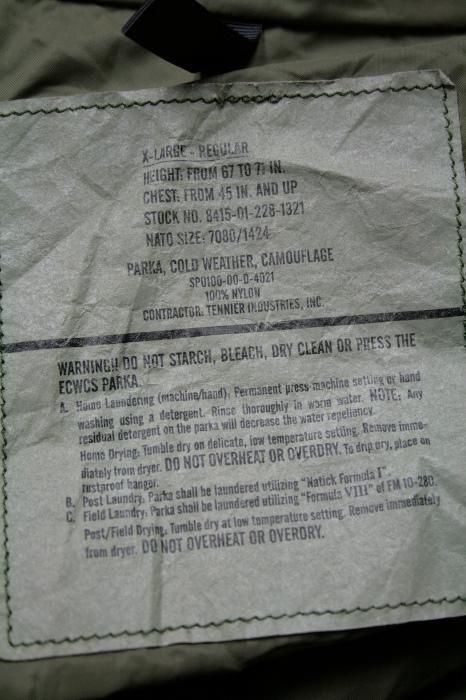 X-LARGE - REGULAR
HEIGHT: FROM 67 TO 71 IN.
CHEST: FROM 45 IN. AND UP
STOCK NO. 8415-01-228-1321
NATO SIZE: 7080/1424
PARKA, COLD WEATHER, CAMOUFLAGE
SPO100-00-D-4021
100% NYLON
CONTRACTOR: TENNIER INDUSTRIES, INC.
WARNING!! DO NOT STARCH, BLEACH, DRY CLEAN OR PRESS THE
ECWCS PARKA.
A. Home Laundering (machine/hand). Permanent press machine setting or hand
washing using a detergent. Rinse thoroughly in warm water. NOTE: Any
residual detergent on the parka will decrease the water repellency.
Home Drying. Tumble dry on delicate, low temperature setting. Remove imme-
diately from dryer. DO NOT OVERHEAT OR OVERDRY. To drip dry, place on
rustproof hanger.
B. Post Laundry. Parka shall be laundered utilizing "Natick Formula 1".
C. Field Laundry. Parka shall be laundered utilizing "Formula VIII" of FM 10-280.
Post/Field Drying. Tumble dry at low temperature setting. Remove immediately
from dryer. DO NOT OVERHEAT OR OVERDRY.